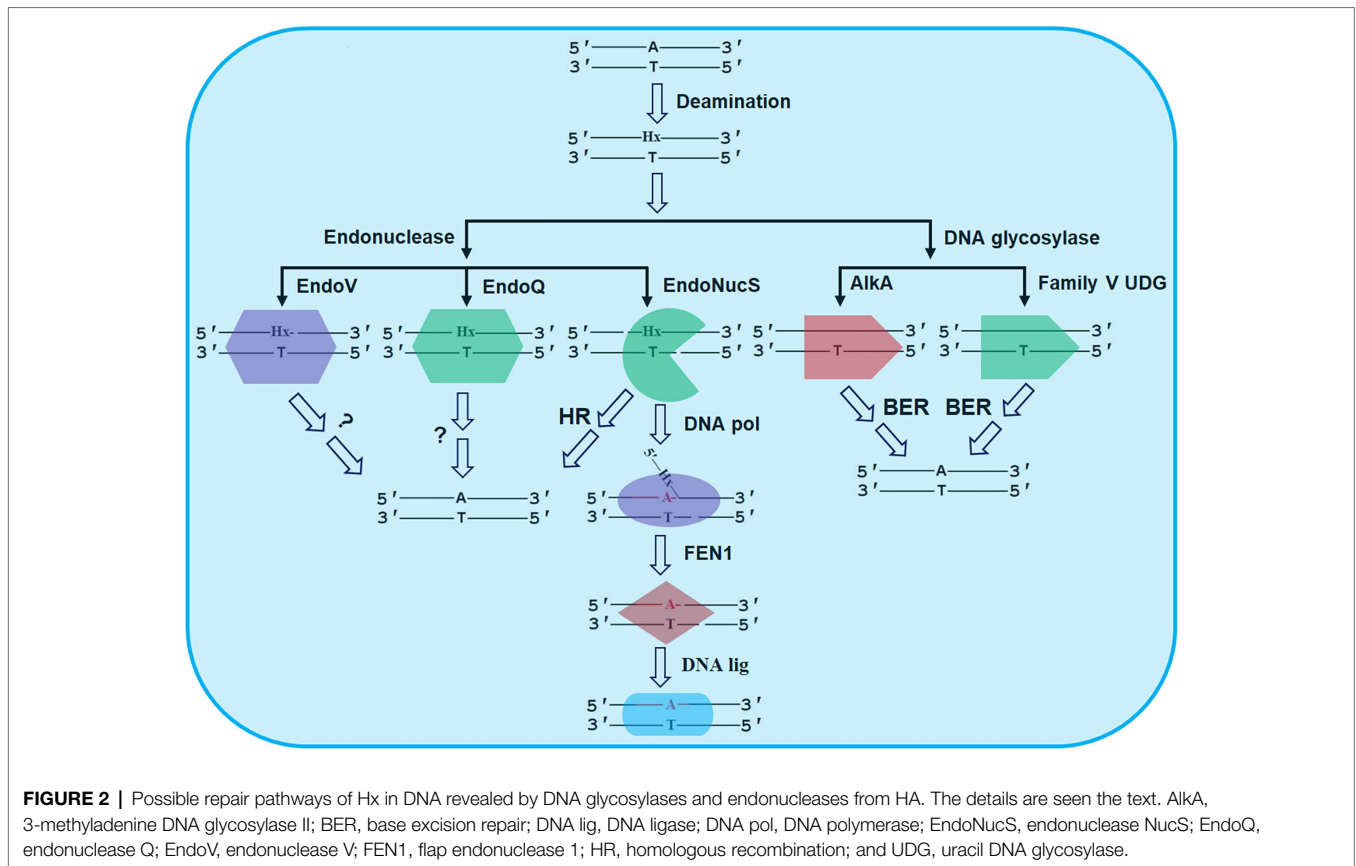 5 ′ A 3 ′
3 ′ T 5 ′
Deamination
5 ′ Hx 3 ′
3 ′ T 5 ′
Endonuclease
DNA glycosylase
EndoV
EndoQ
EndoNucS
AlkA
Family V UDG
5 ′ Hx- 3 ′
3 ′ T 5 ′
5 ′ Hx 3 ′
3 ′ T 5 ′
5 ′ Hx 3 ′
3 ′ T 5 ′
5 ′ 3 ′
3 ′ T 5 ′
5 ′ 3 ′
3 ′ T 5 ′
?
?
HR
DNA pol
BER
BER
5′ Hx
5 ′ A 3 ′
3 ′ T 5 ′
5 ′ A 3 ′
3 ′ T 5 ′
5 ′ A 3 ′
3 ′ T 5 ′
FEN1
5 ′ A- 3 ′
3 ′ T 5 ′
DNA lig
5 ′ A 3 ′
3 ′ T 5 ′
FIGURE 2 | Possible repair pathways of Hx in DNA revealed by DNA glycosylases and endonucleases from HA. The details are seen the text. AlkA,
3-methyladenine DNA glycosylase II; BER, base excision repair; DNA lig, DNA ligase; DNA pol, DNA polymerase; EndoNucS, endonuclease NucS; EndoQ,
endonuclease Q; EndoV, endonuclease V; FEN1, flap endonuclease 1; HR, homologous recombination; and UDG, uracil DNA glycosylase.